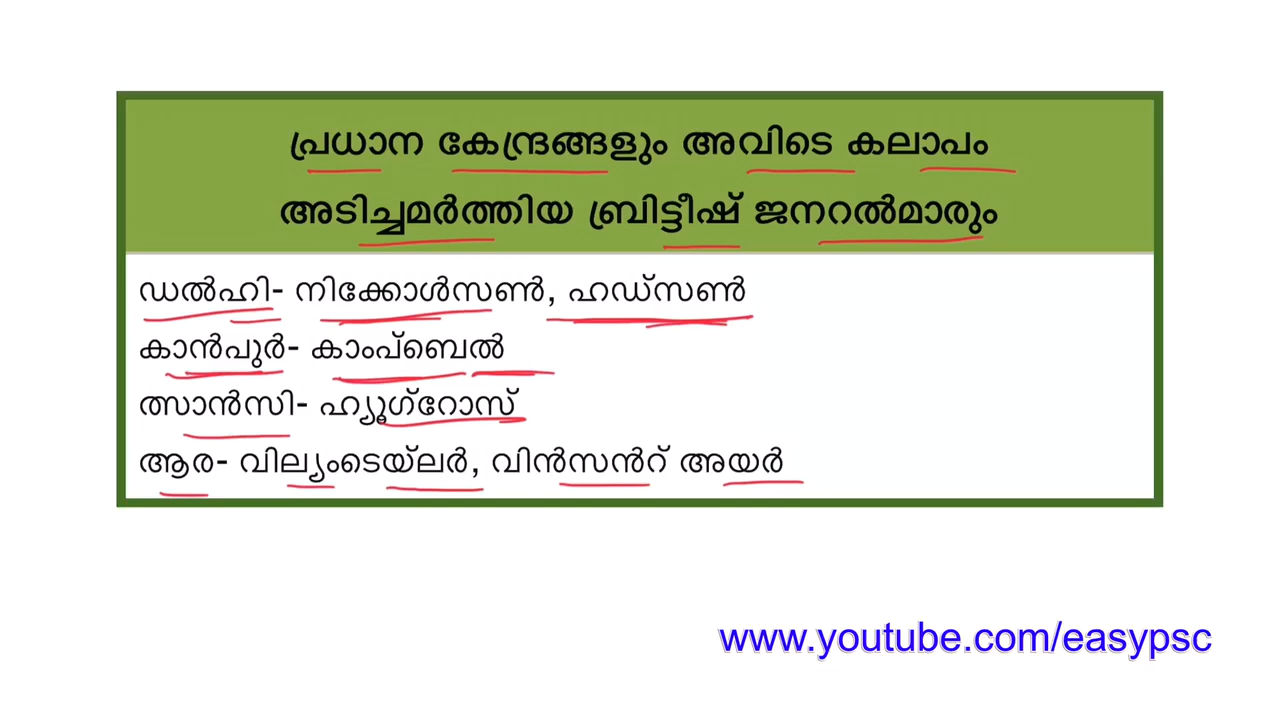 പ്രധാന കേന്ദ്രങ്ങളും അവിടെ കലാപം
അടിച്ചമർത്തിയ ബ്രിട്ടീഷ് ജനറൽമാരും
ഡൽഹി- നിക്കോൾസൺ, ഹഡ്സൺ
കാൻപുർ- കാംപ്ബെൽ
ത്സാൻസി- ഹ്യൂഗ്റോസ്
ആര- വില്യംടെയ്ലർ, വിൻസൻറ് അയർ
www.youtube.com/easypsc